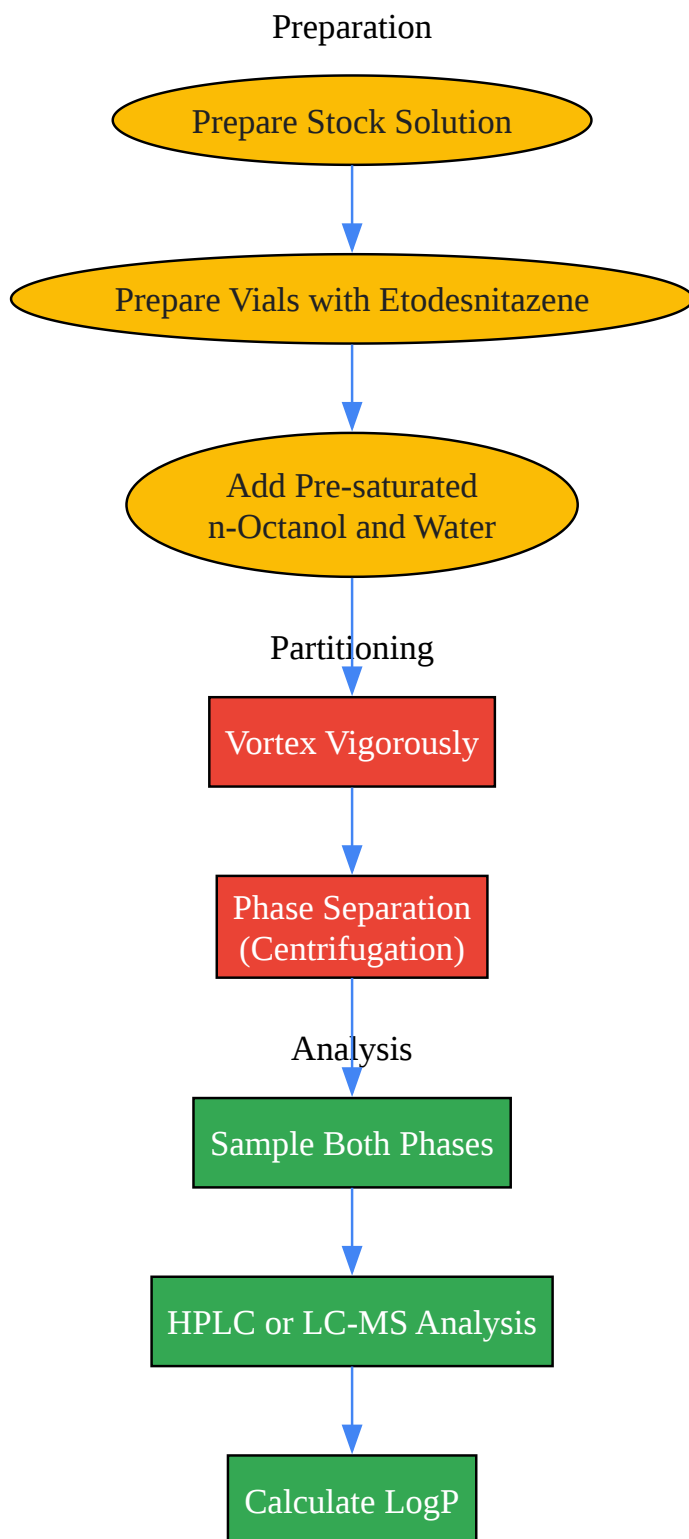 Preparation
Prepare Stock Solution
Prepare Vials with Etodesnitazene
Add Pre-saturated
n-Octanol and Water
Partitioning
Vortex Vigorously
Phase Separation
(Centrifugation)
Analysis
Sample Both Phases
HPLC or LC-MS Analysis
Calculate LogP